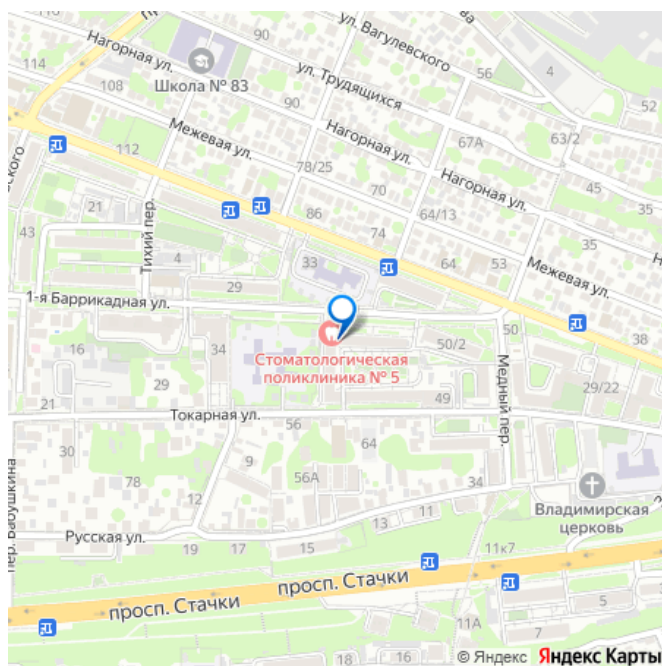 90
ул. Вагулевского
Нагорная ул.
56
4
114
108
Школа № 83
ул. Трудящихся
52
90
Межевая ул.
Нагорная ул.
67А
63/2
112
78/25
45
70
Нагорная ул.
21
86
64/13
35
43
Тихий пер.
4
74
35
33
64
53
Межевая ул.
29
1-я Баррикадная ул.
50
16
34
50/2
38
Стоматологическая
поликлиника № 5
Медный пер.
29
29/22
21
49
Токарная ул.
56
30
64
9
78
56А
34
пер. Бабушкина
12
Владимирская
церковь
13
11
Русская ул.
19
17
15
11к7
просп. Стачки
просп. Стачки
5
11А
7
18
16
© Яндекс Яндекс Карты